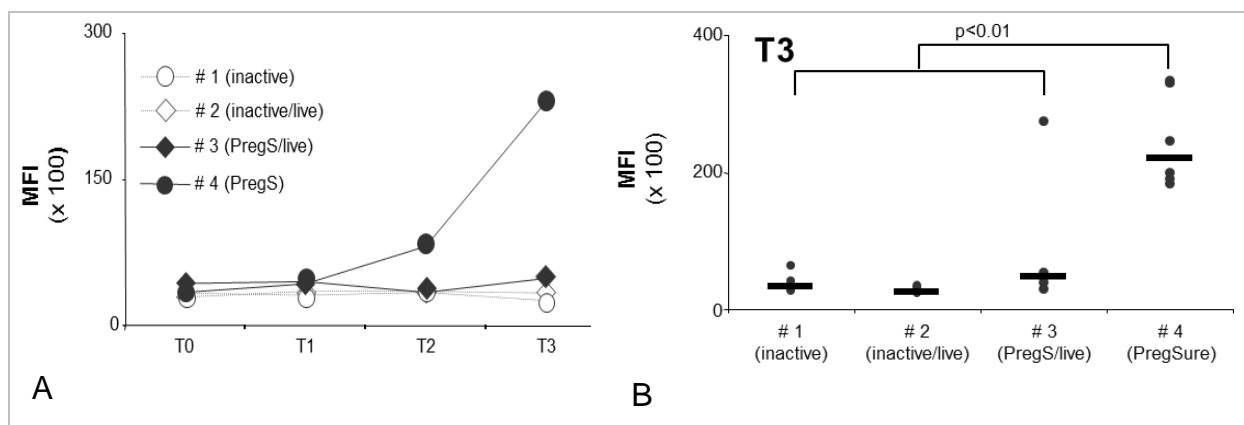 300
# 1 (inactive)
# 2 (inactive/live)
# 3 (PregS/live)
# 4 (PregS)
MFI
(x 100)
150
0
T0
T1
T2
T3
A
400
T3
p<0.01
MFI
(x 100)
200
0
# 1
(inactive)
# 2
(inactive/live)
# 3
(PregS/live)
# 4
(PregSure)
B